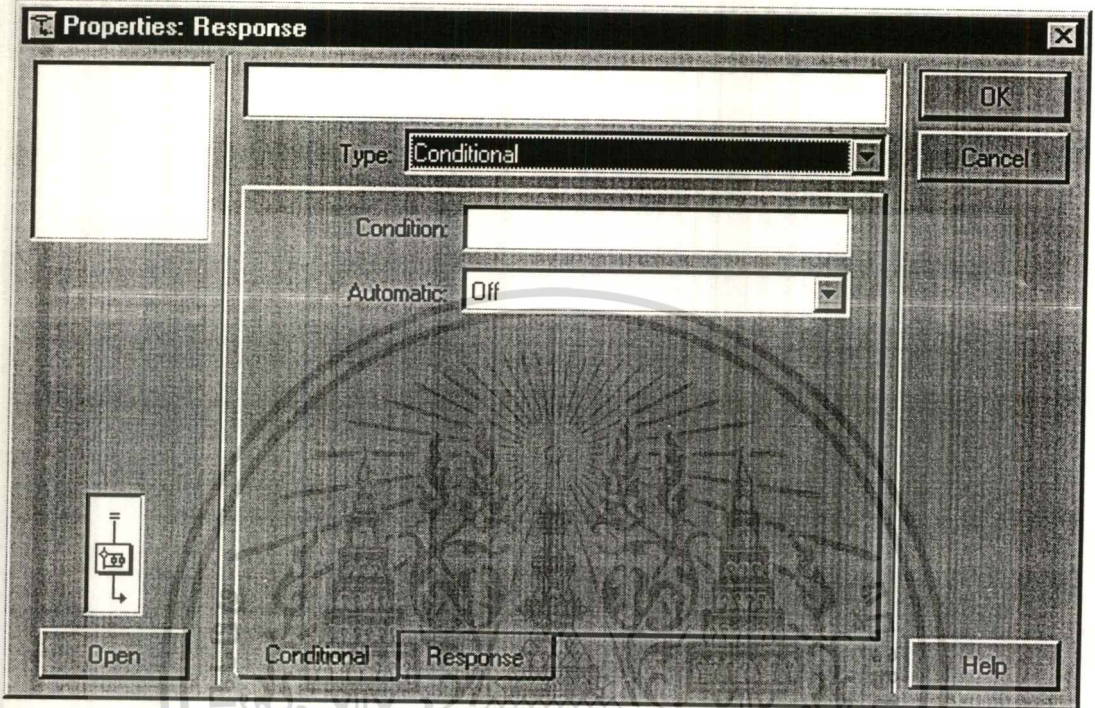 Properties: Response
OK
Type: Conditional
Cancel
Condition:
Automatic: Off
Open
Conditional
Response
Help